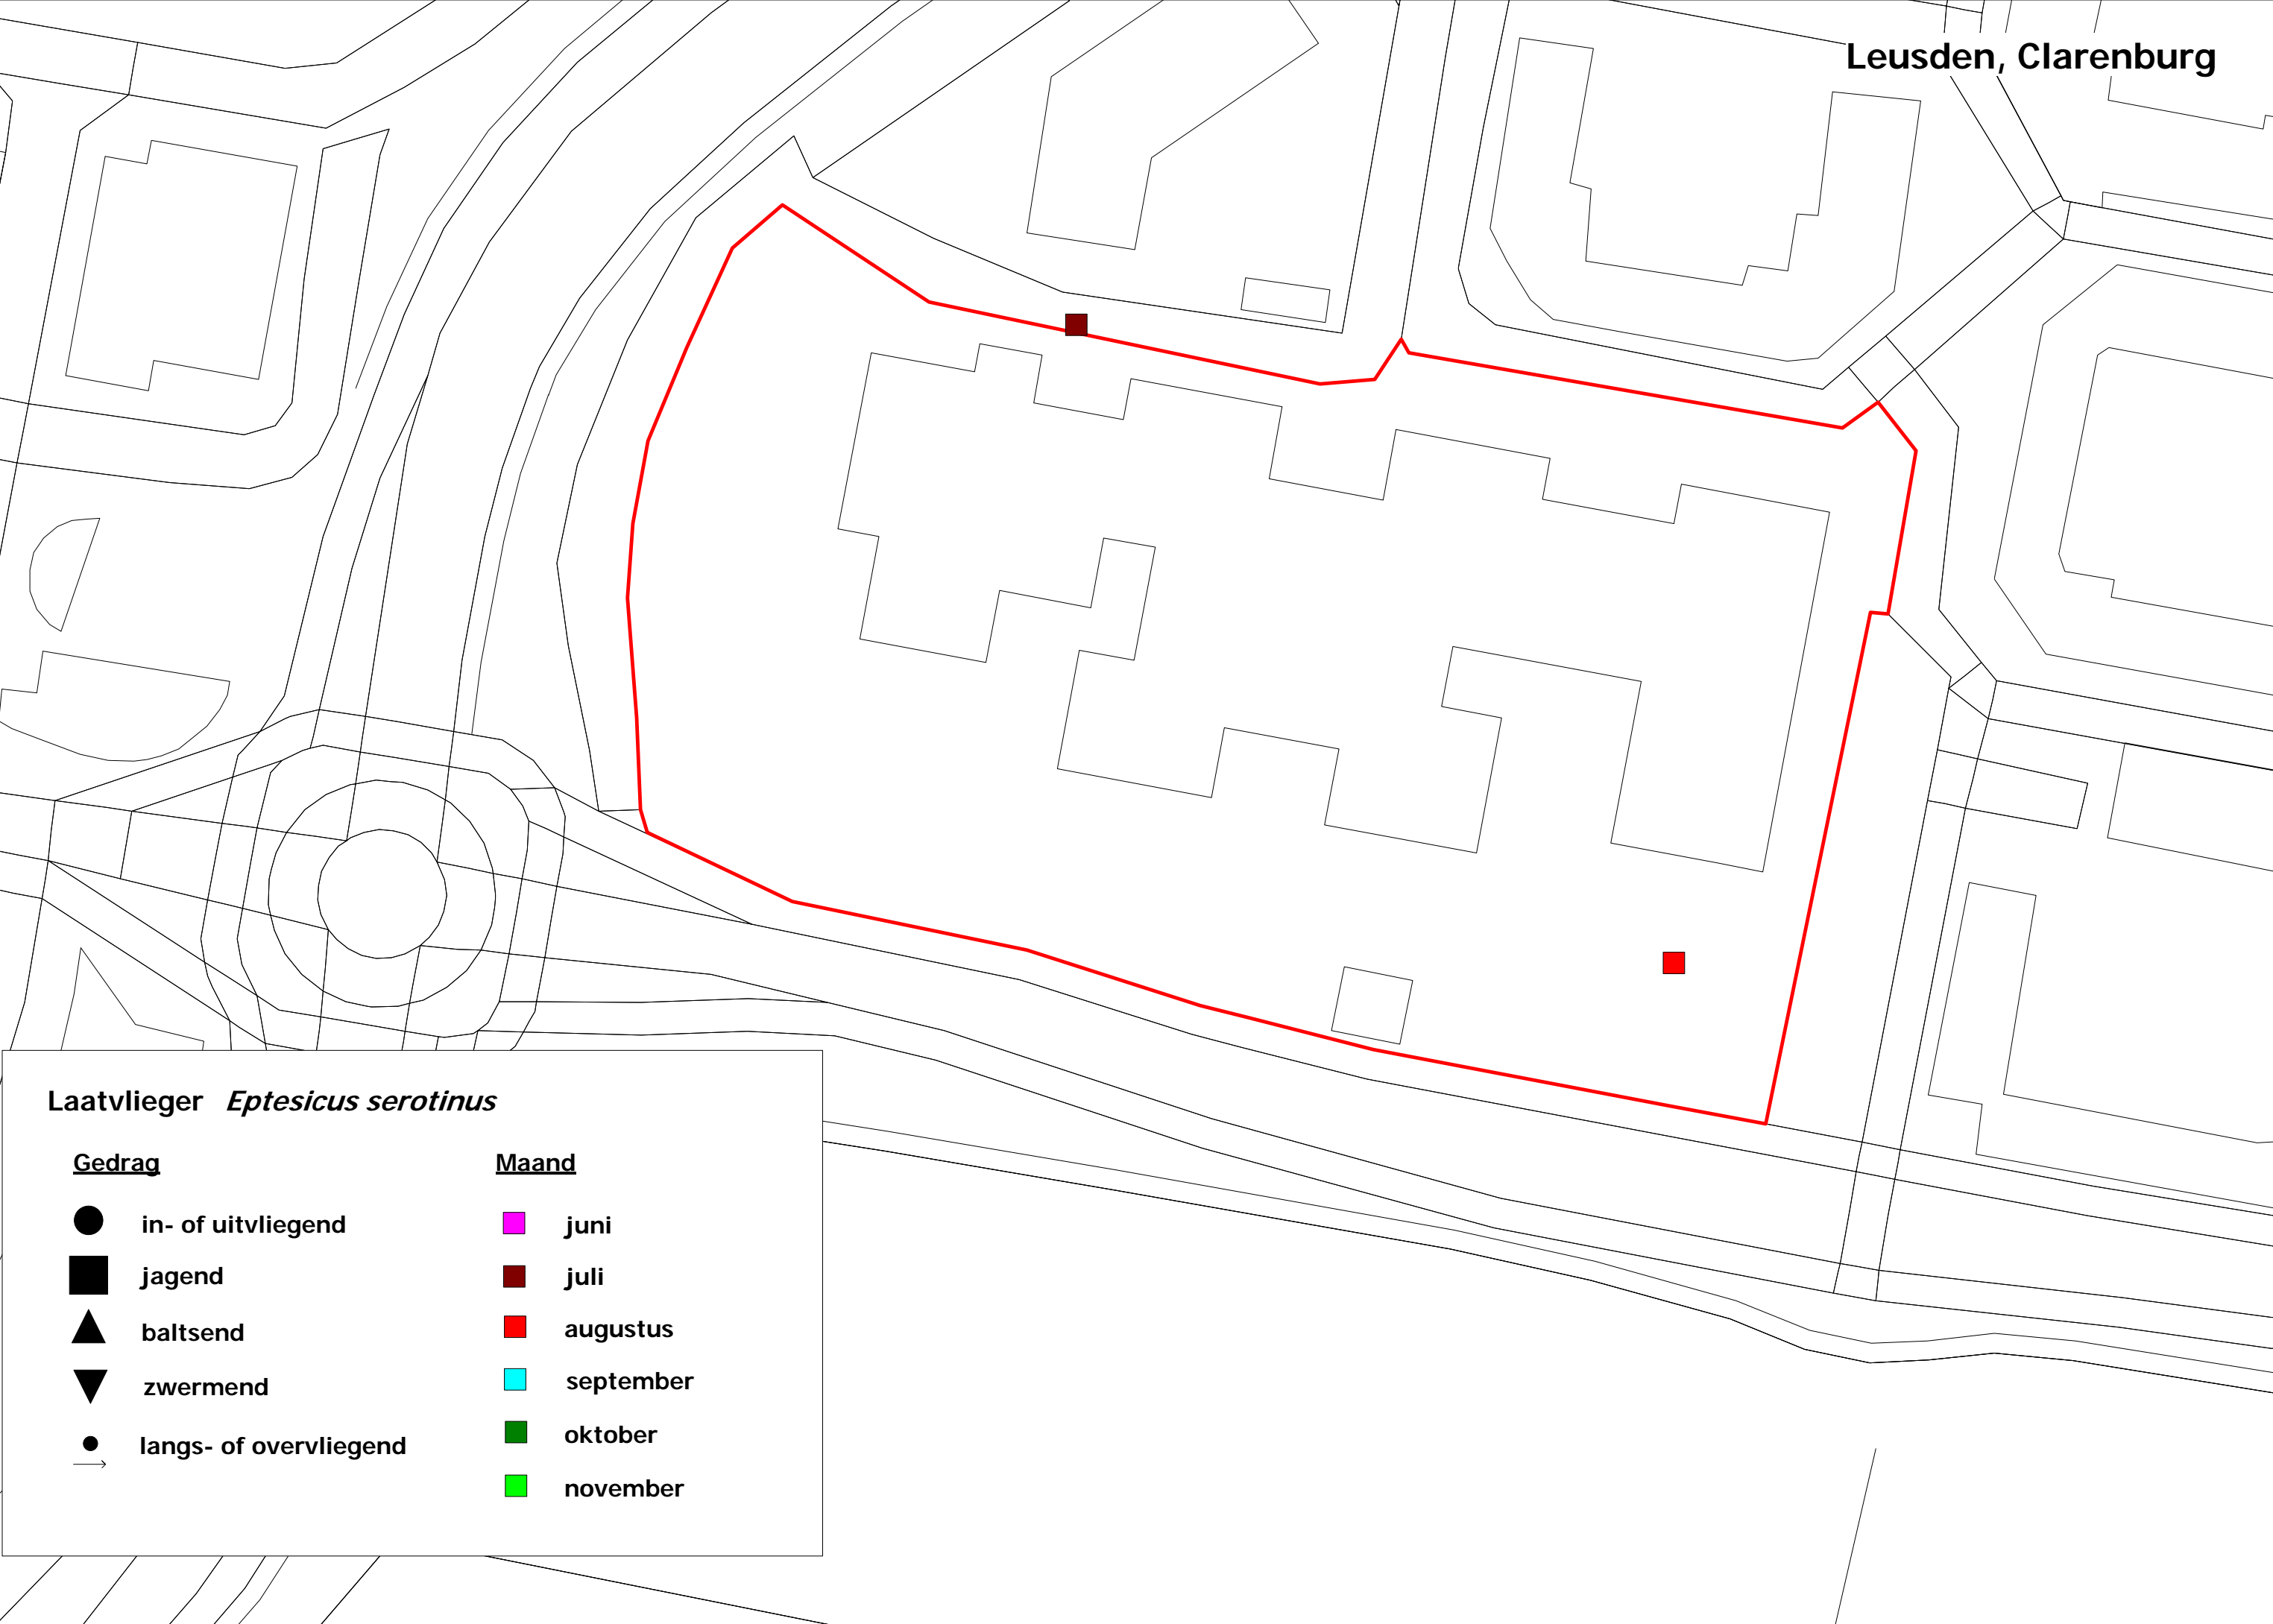 Leusden, Clarenburg
Laatvlieger Eptesicus serotinus
Gedrag
in- of uitvliegend
jagend
baltsend
zwermend
langs- of overvliegend
Maand
juni
juli
augustus
september
oktober
november